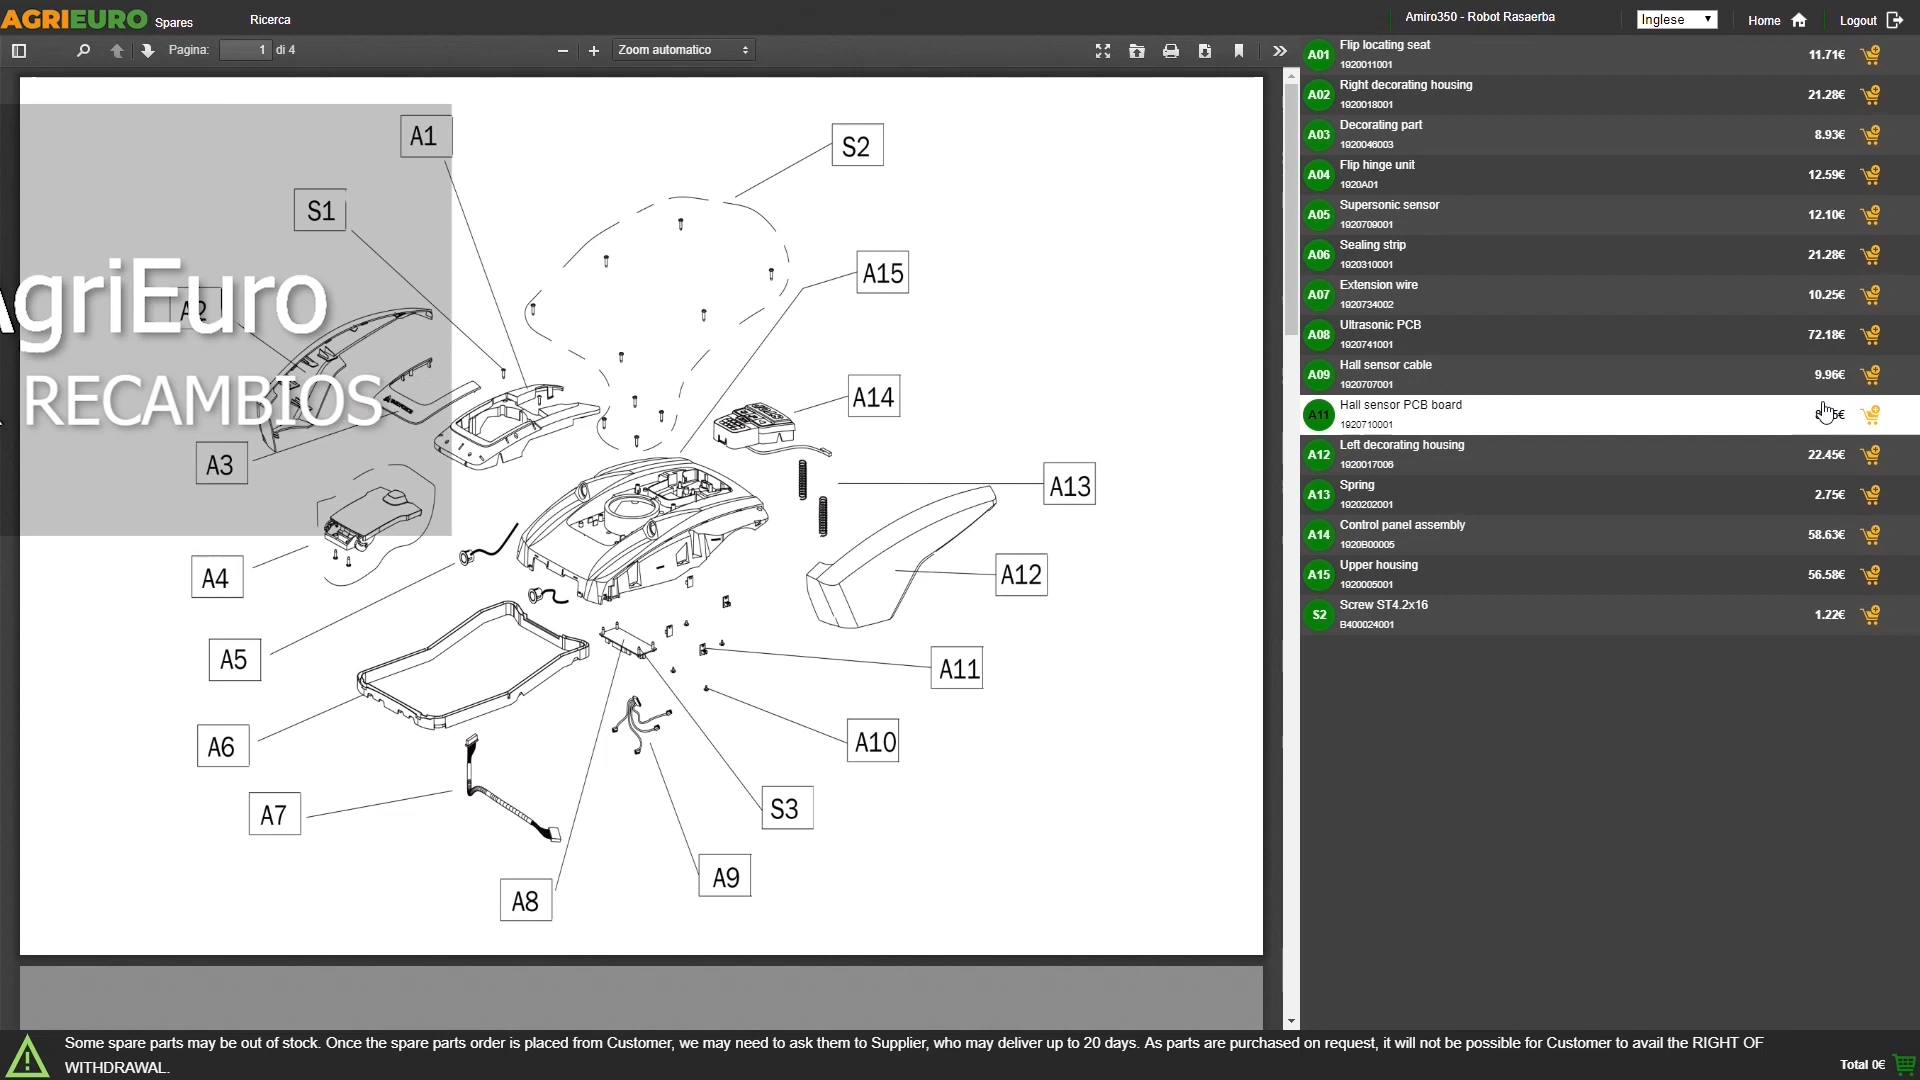 AGRIEURO Spares
Ricerca
Amiro350 - Robot Rasaerba
Inglese
Home
Logout
Pagina:
1
di 4
Zoom automatico
A1
S2
S1
A15
AgriEuro
A2
RECAMBIOS
A14
A3
A13
A4
A12
A5
A11
A6
A10
A7
S3
A9
A8
A01 Flip locating seat 11.71€
1920011001
A02 Right decorating housing 21.28€
1920018001
A03 Decorating part 8.93€
1920046003
A04 Flip hinge unit 12.59€
1920A01
A05 Supersonic sensor 12.10€
1920709001
A06 Sealing strip 21.28€
1920310001
A07 Extension wire 10.25€
1920734002
A08 Ultrasonic PCB 72.18€
1920741001
A09 Hall sensor cable 9.96€
1920707001
A11 Hall sensor PCB board
1920710001
A12 Left decorating housing 22.45€
1920017006
A13 Spring 2.75€
1920202001
A14 Control panel assembly 58.63€
1920B00005
A15 Upper housing 56.58€
1920005001
S2 Screw ST4.2x16 1.22€
B400024001
Some spare parts may be out of stock. Once the spare parts order is placed from Customer, we may need to ask them to Supplier, who may deliver up to 20 days. As parts are purchased on request, it will not be possible for Customer to avail the RIGHT OF
WITHDRAWAL.
Total 0€